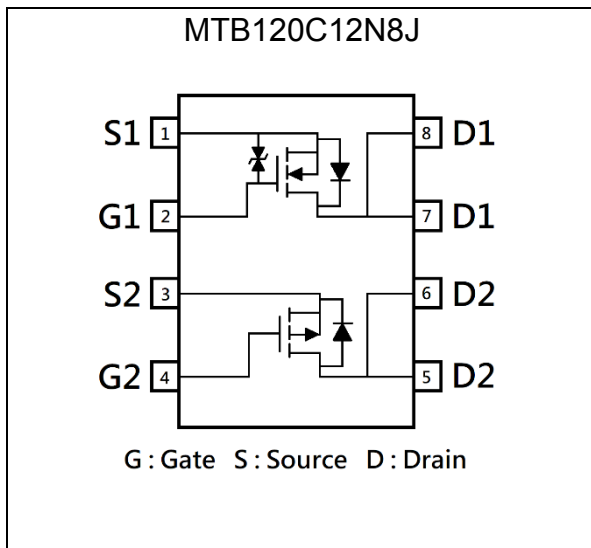 MTB120C12N8J
S1 1 8 D1
G1 2 7 D1
S2 3 6 D2
G2 4 5 D2
G : Gate S : Source D : Drain